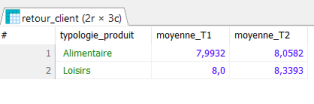 retour_client (2r × 3c)
# typologie_produit moyenne_T1 moyenne_T2
1 Alimentaire 7,9932 8,0582
2 Loisirs 8,0 8,3393